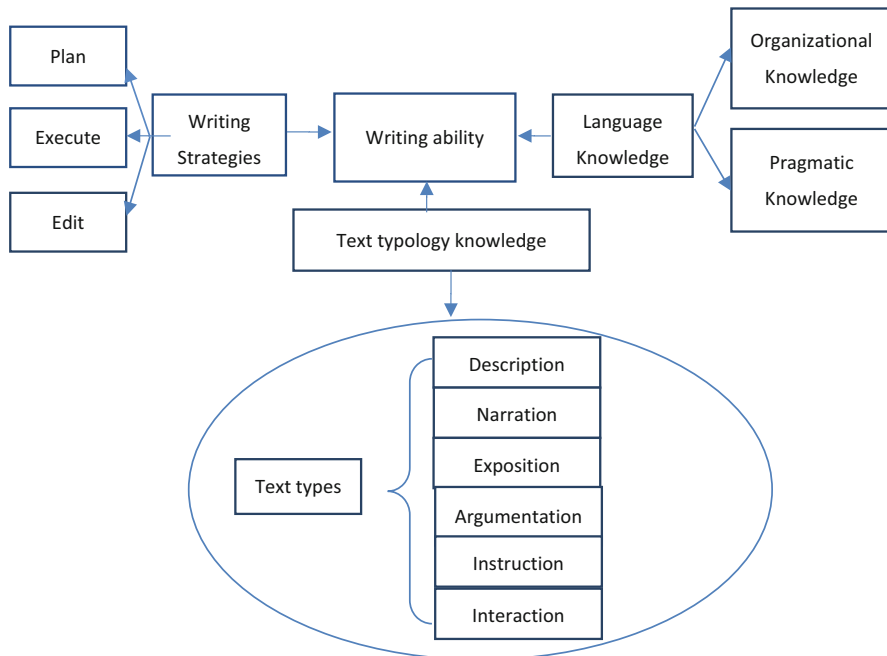 Plan
Execute
Edit
Writing
Strategies
Writing ability
Language
Knowledge
Organizational
Knowledge
Pragmatic
Knowledge
Text typology knowledge
Text types
Description
Narration
Exposition
Argumentation
Instruction
Interaction